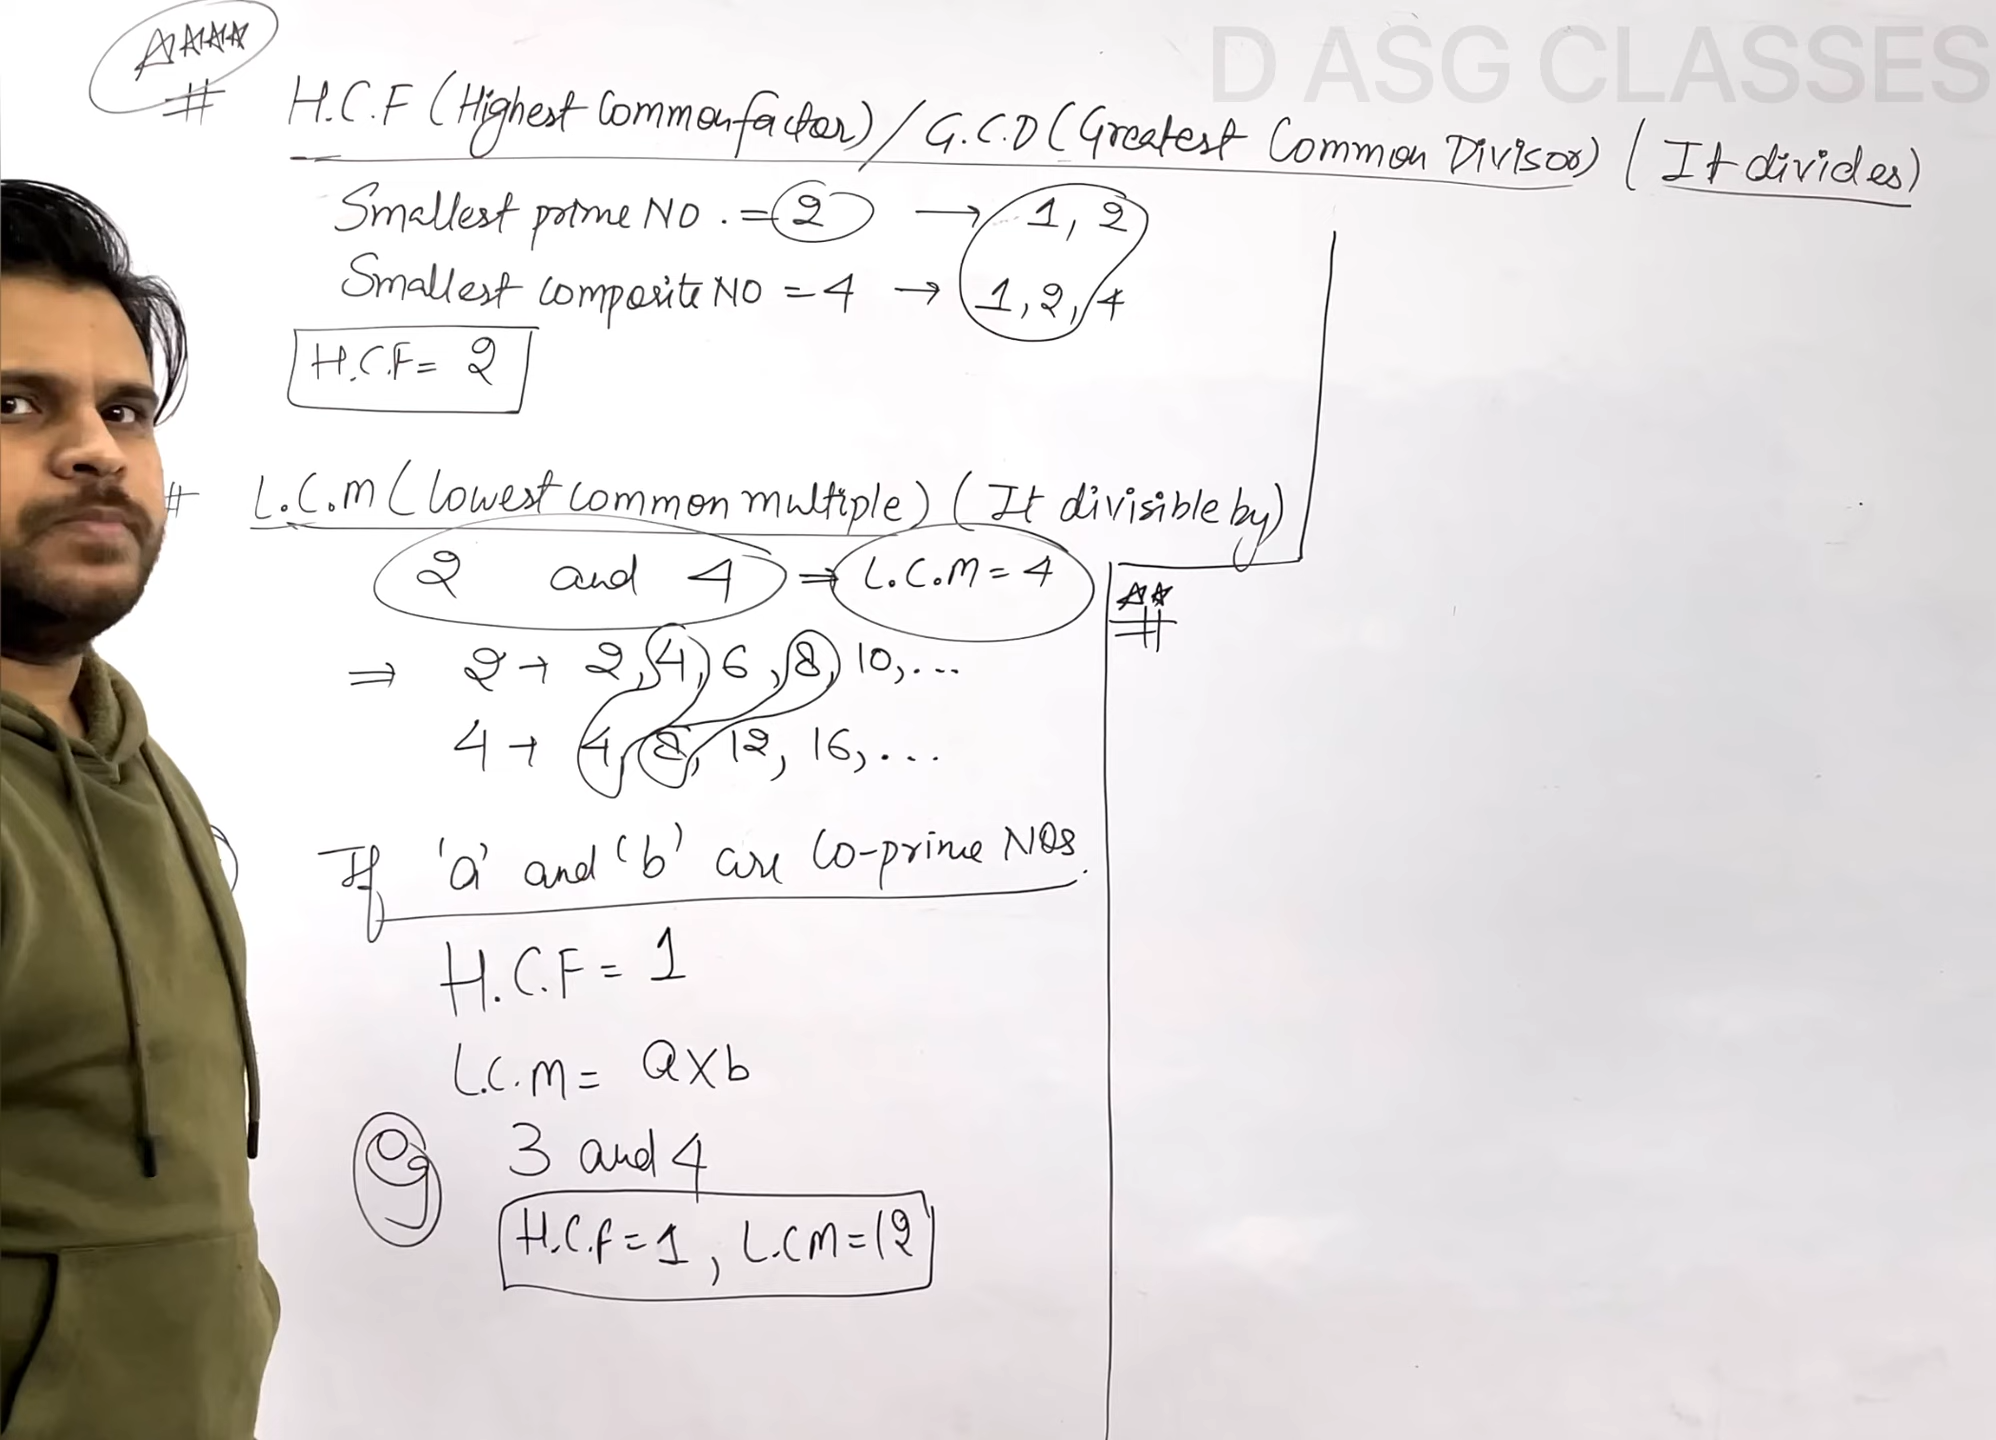 D ASG CLASSES
# H.C.F (Highest Common factor) / G.C.D (Greatest Common Divisor) (It divides)
Smallest prime NO. = 2 → 1, 2
Smallest composite NO = 4 → 1, 2, 4
H.C.F = 2
# L.C.M (lowest common multiple) (It divisible by)
2 and 4 ⇒ L.C.M = 4
#
⇒ 2 → 2, 4, 6, 8, 10, ...
4 → 4, 8, 12, 16, ...
If 'a' and 'b' are Co-prime NOs.
H.C.F = 1
L.C.M = a×b
eg 3 and 4
H.C.F = 1, L.CM = 12